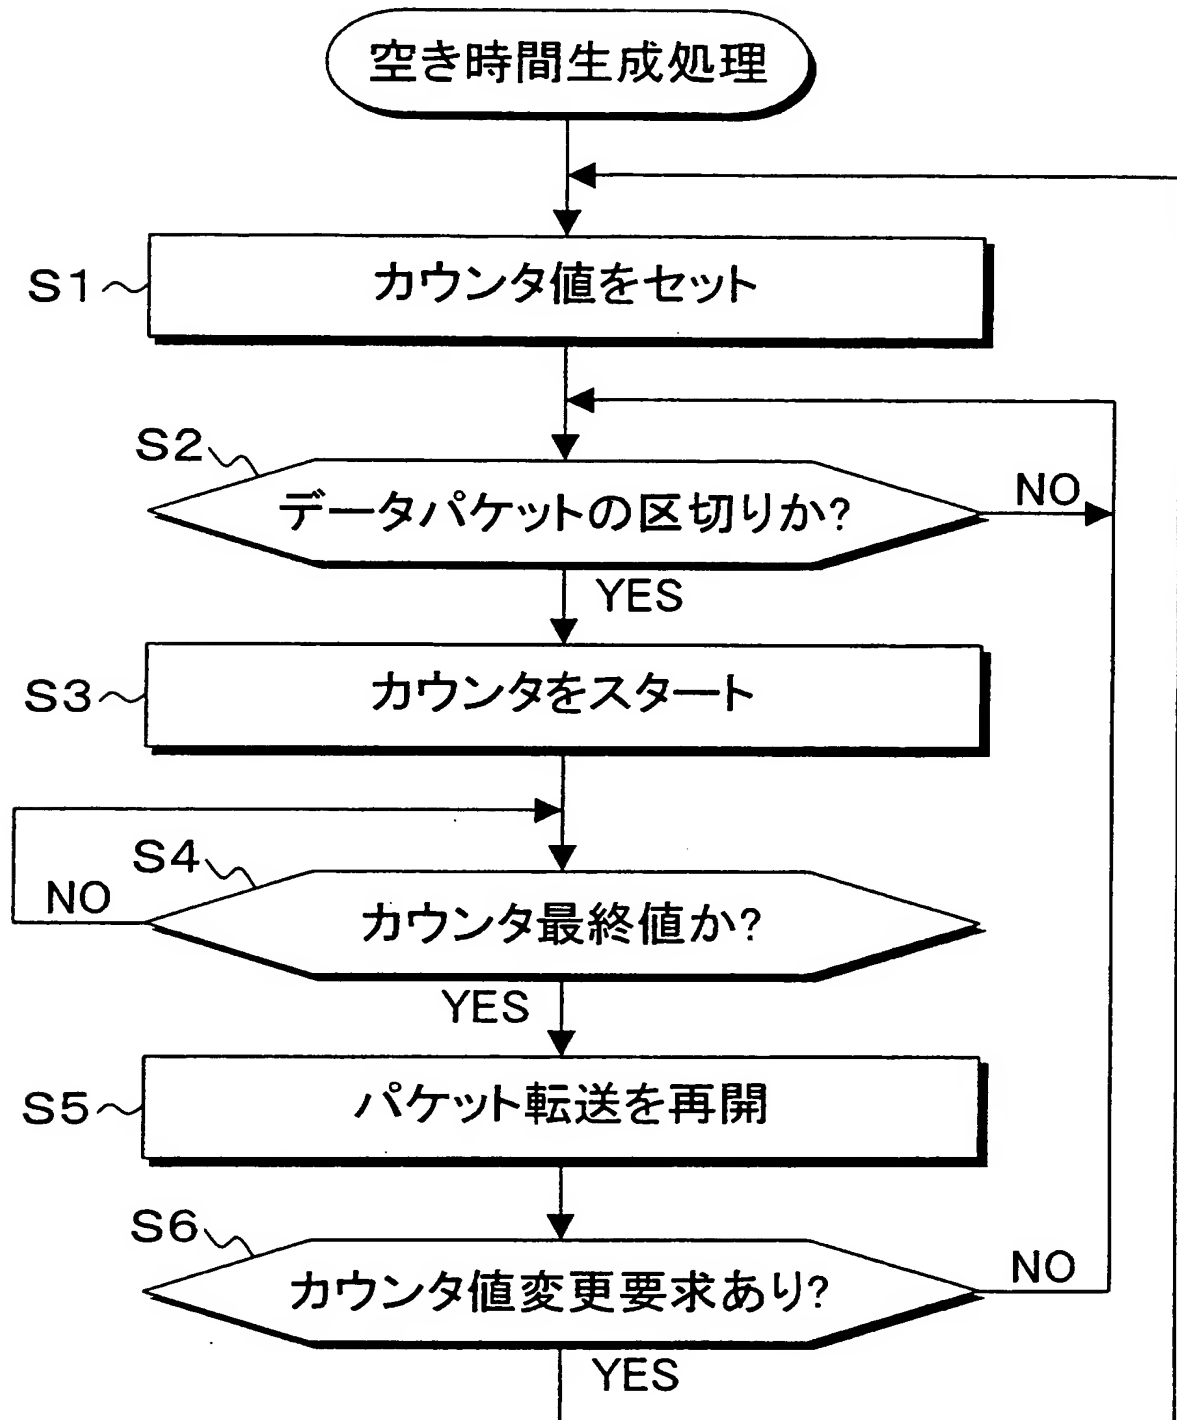 空き時間生成処理
S1
カウンタ値をセット
S2
データパケットの区切りか?
NO
YES
S3
カウンタをスタート
S4
NO
カウンタ最終値か?
YES
S5
パケット転送を再開
S6
カウンタ値変更要求あり?
NO
YES